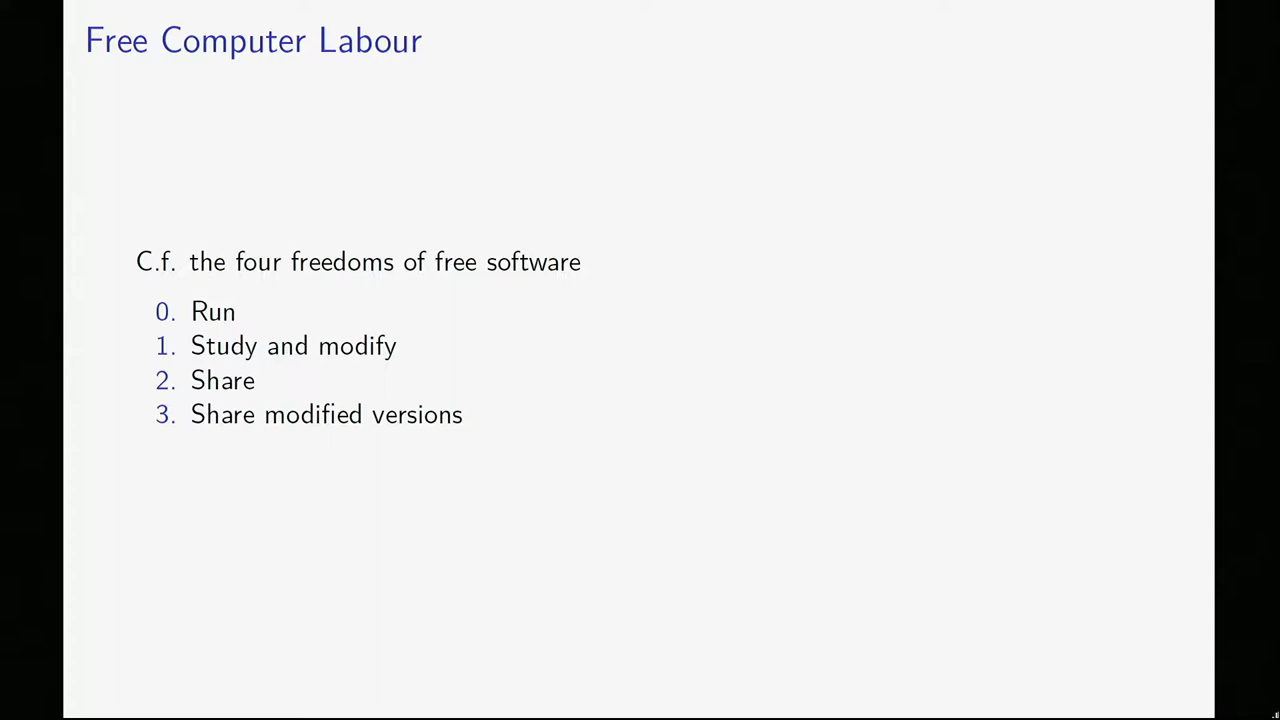 Free Computer Labour
C.f. the four freedoms of free software
0. Run
1. Study and modify
2. Share
3. Share modified versions